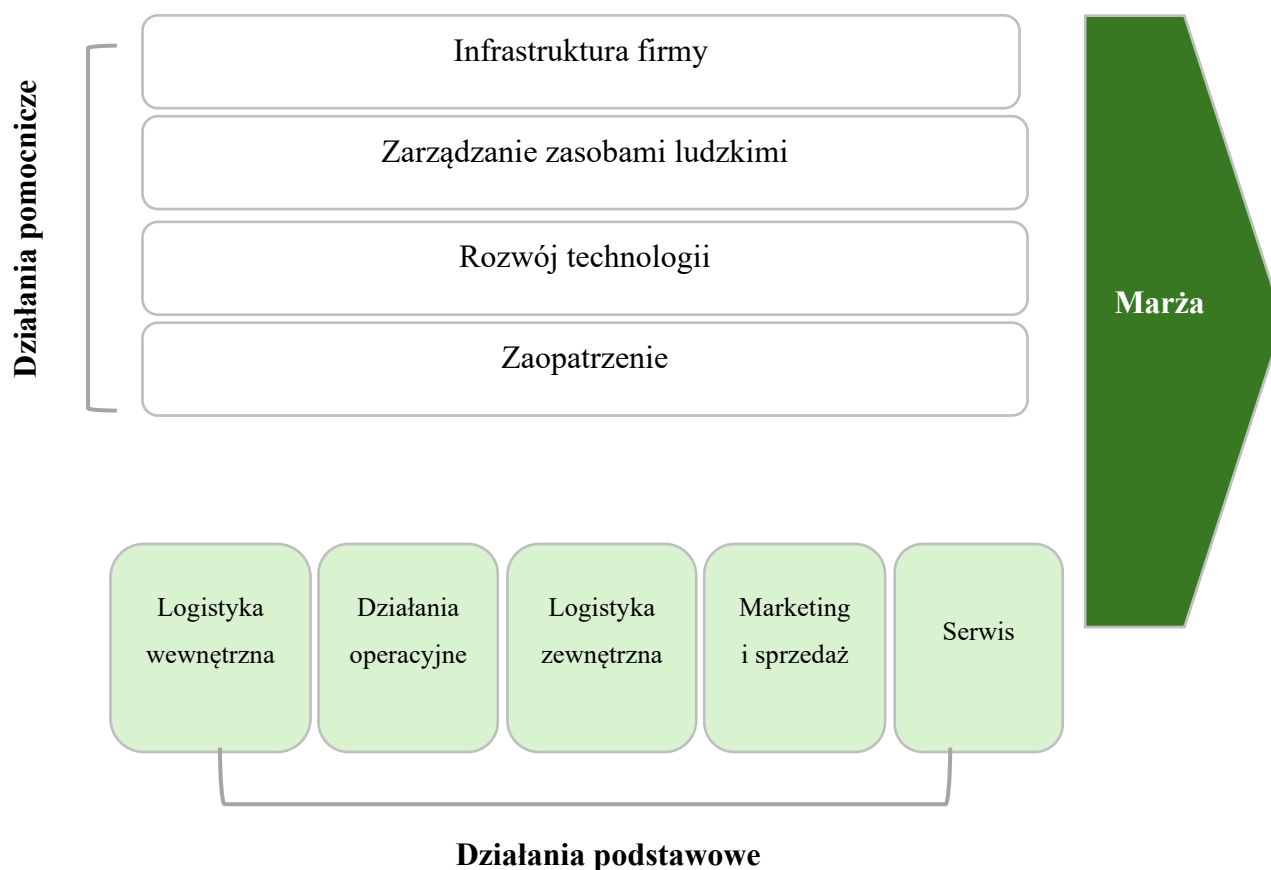 Działania pomocnicze
Infrastruktura firmy
Zarządzanie zasobami ludzkimi
Rozwój technologii
Zaopatrzenie
Marża
Logistyka
wewnętrzna
Działania
operacyjne
Logistyka
zewnętrzna
Marketing
i sprzedaż
Serwis
Działania podstawowe